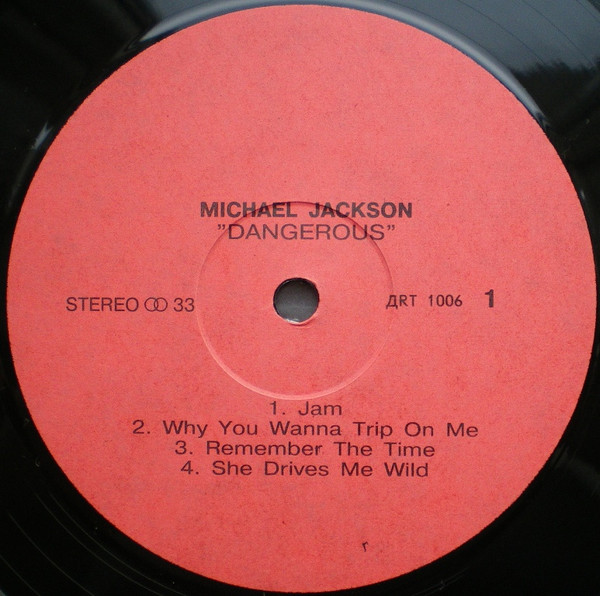 MICHAEL JACKSON
"DANGEROUS"
STEREO ꝏ 33
ДRT 1006 1
1. Jam
2. Why You Wanna Trip On Me
3. Remember The Time
4. She Drives Me Wild
r